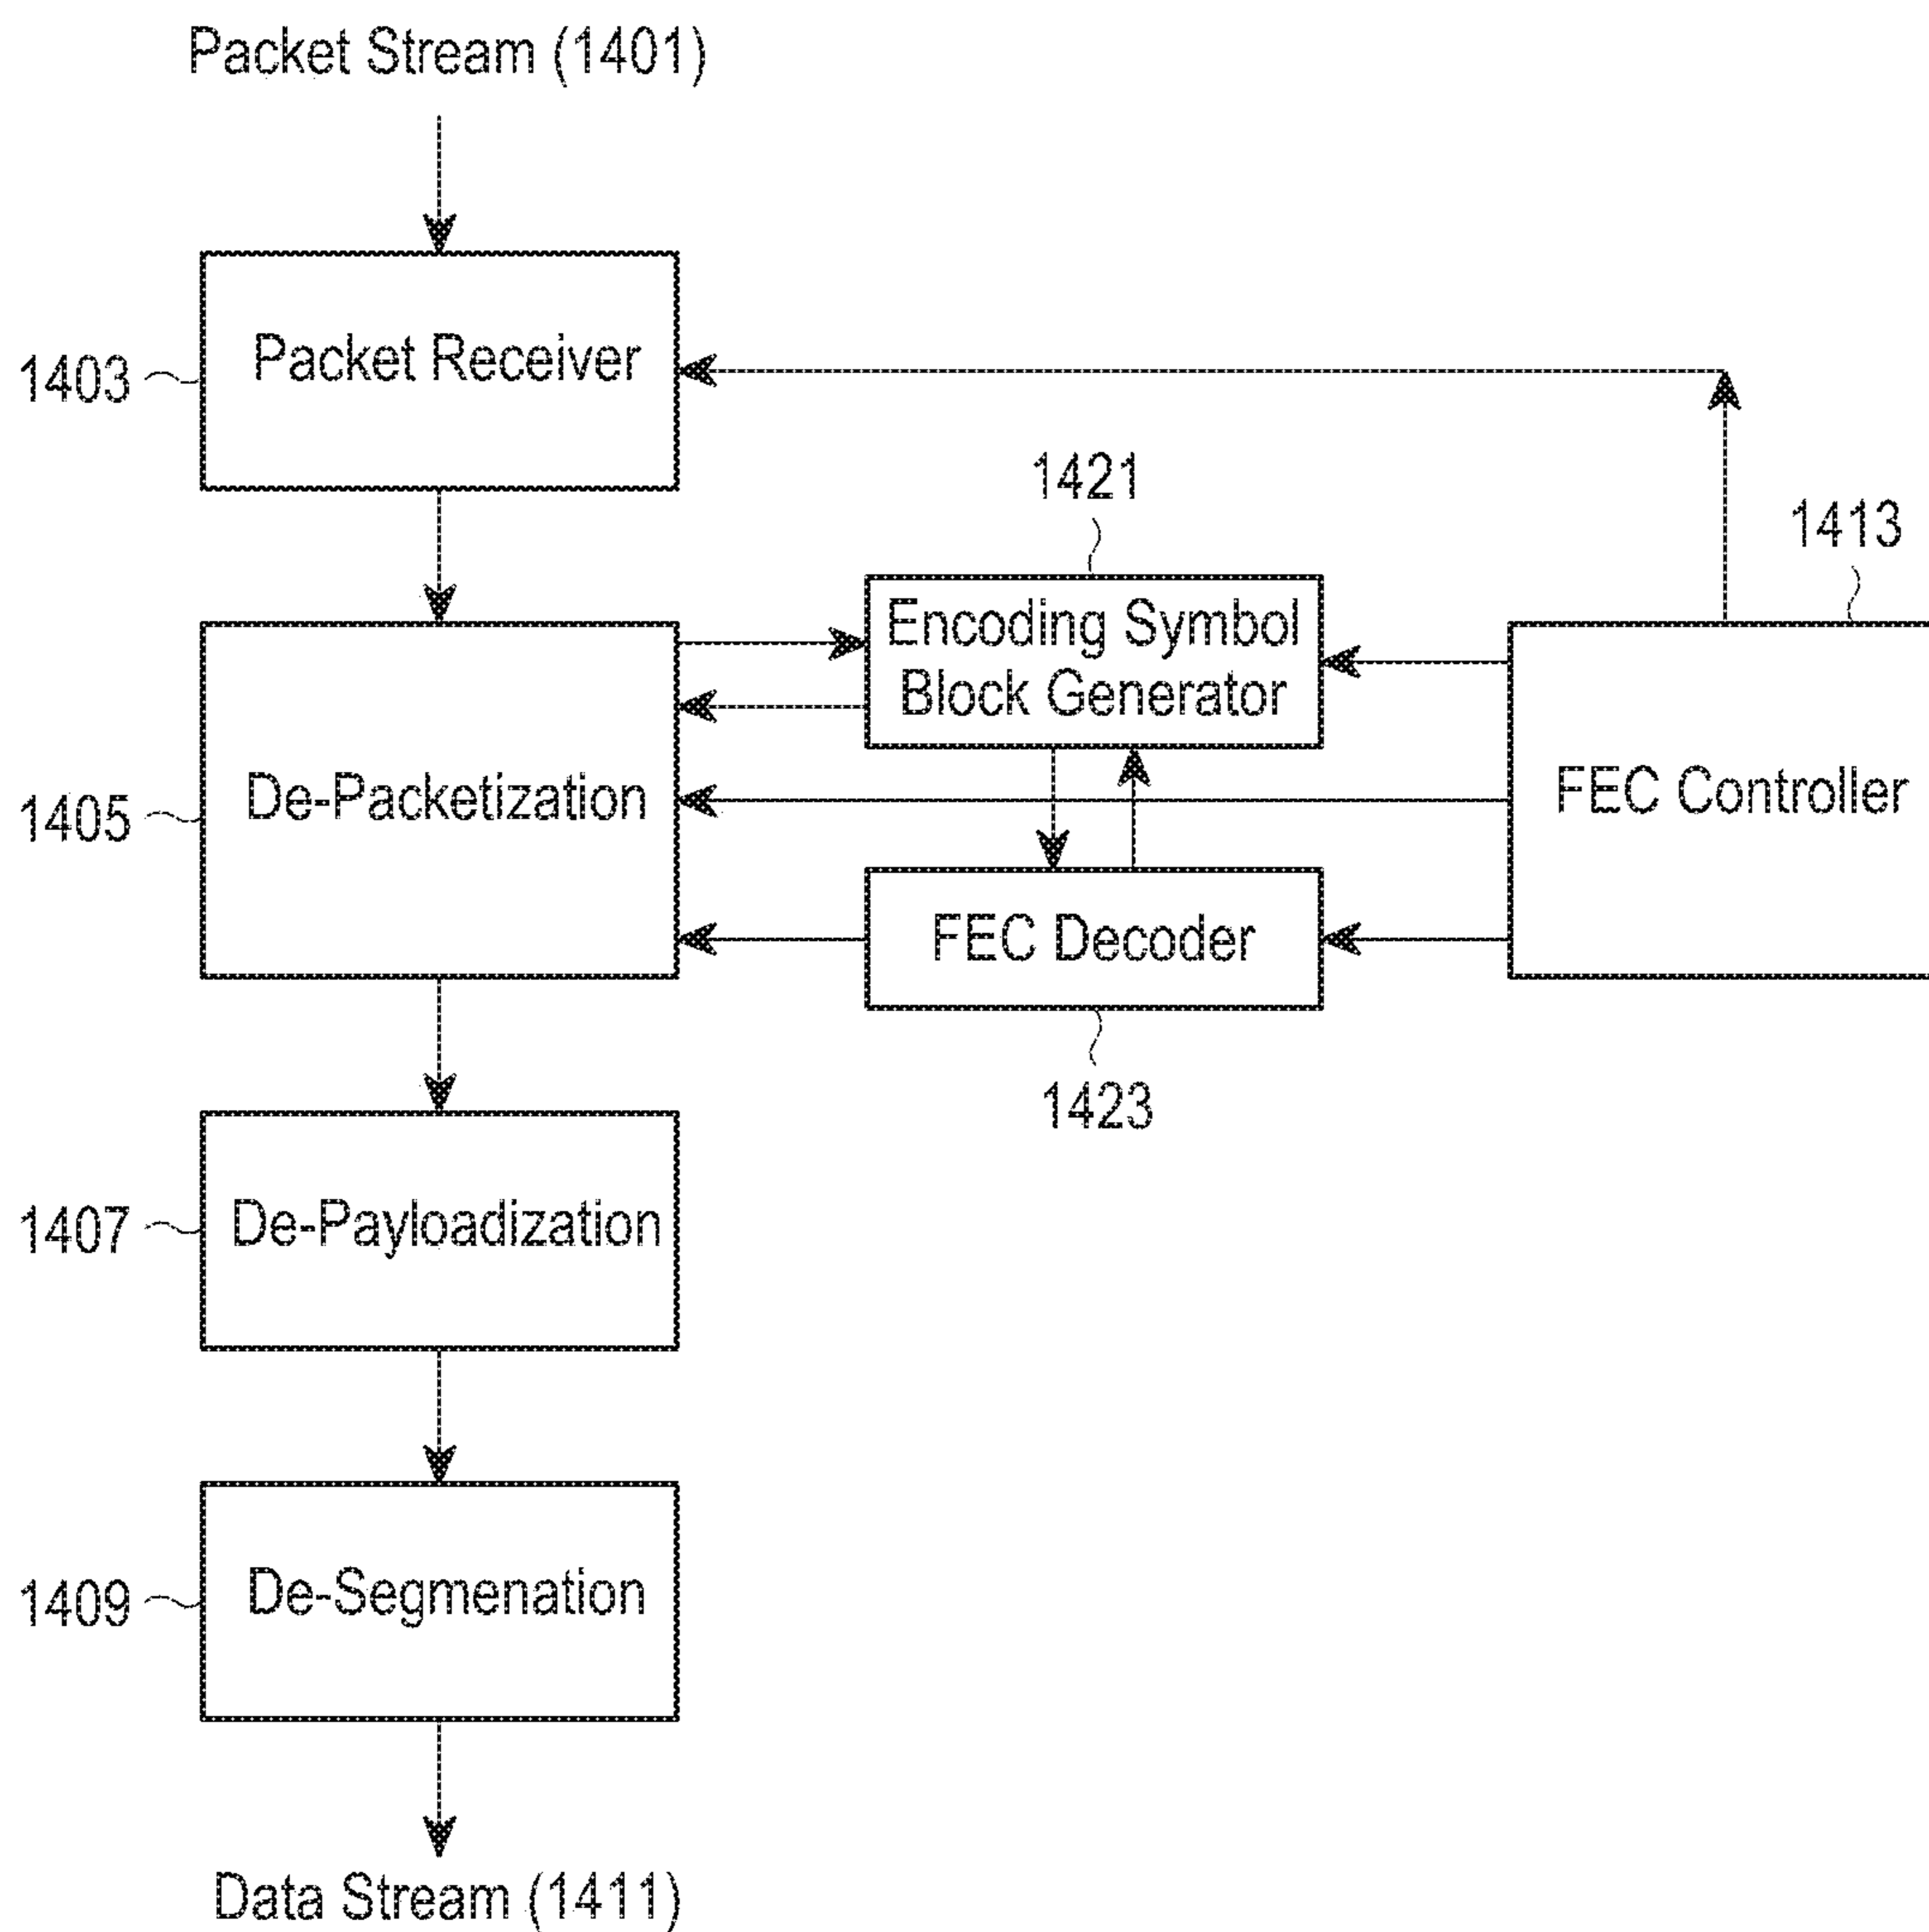 Packet Stream (1401)
Packet Receiver
1403
1421
1413
Encoding Symbol
Block Generator
De-Packetization
1405
FEC Controller
FEC Decoder
1423
De-Payloadization
1407
De-Segmenation
1409
Data Stream (1411)